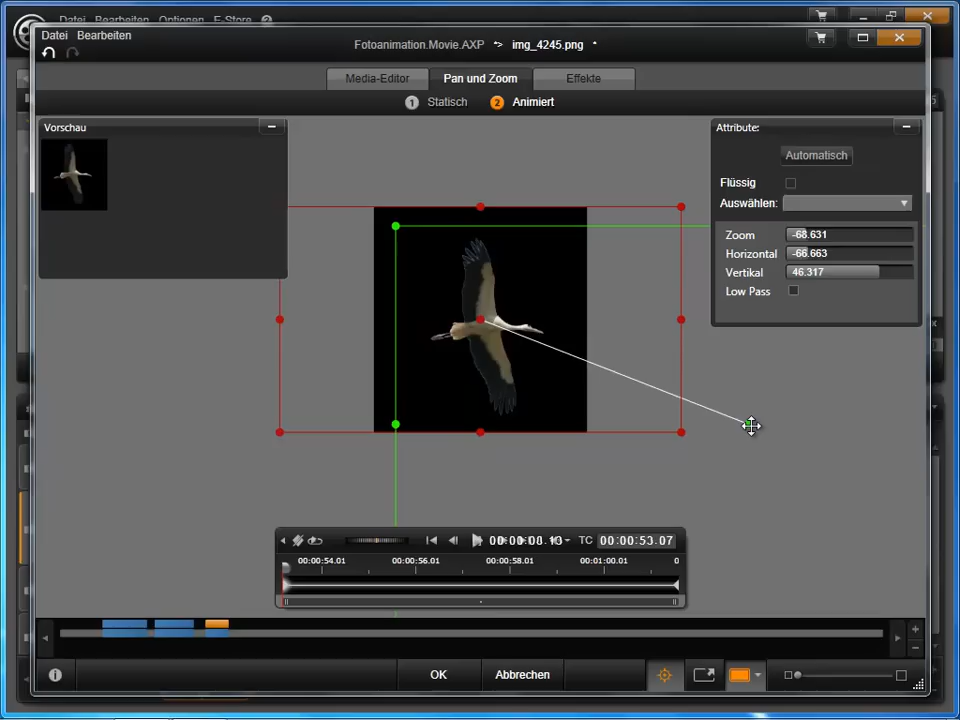 Datei Bearbeiten Optionen E-Store ?
Datei Bearbeiten
Fotoanimation.Movie.AXP -> img_4245.png *
Media-Editor Pan und Zoom Effekte
1 Statisch 2 Animiert
Vorschau
Attribute:
Automatisch
Flüssig
Auswählen:
Zoom -68.631
Horizontal -66.663
Vertikal 46.317
Low Pass
TC 00:00:53.07
00:00:54.01 00:00:56.01 00:00:58.01 00:01:00.01 0
OK Abbrechen